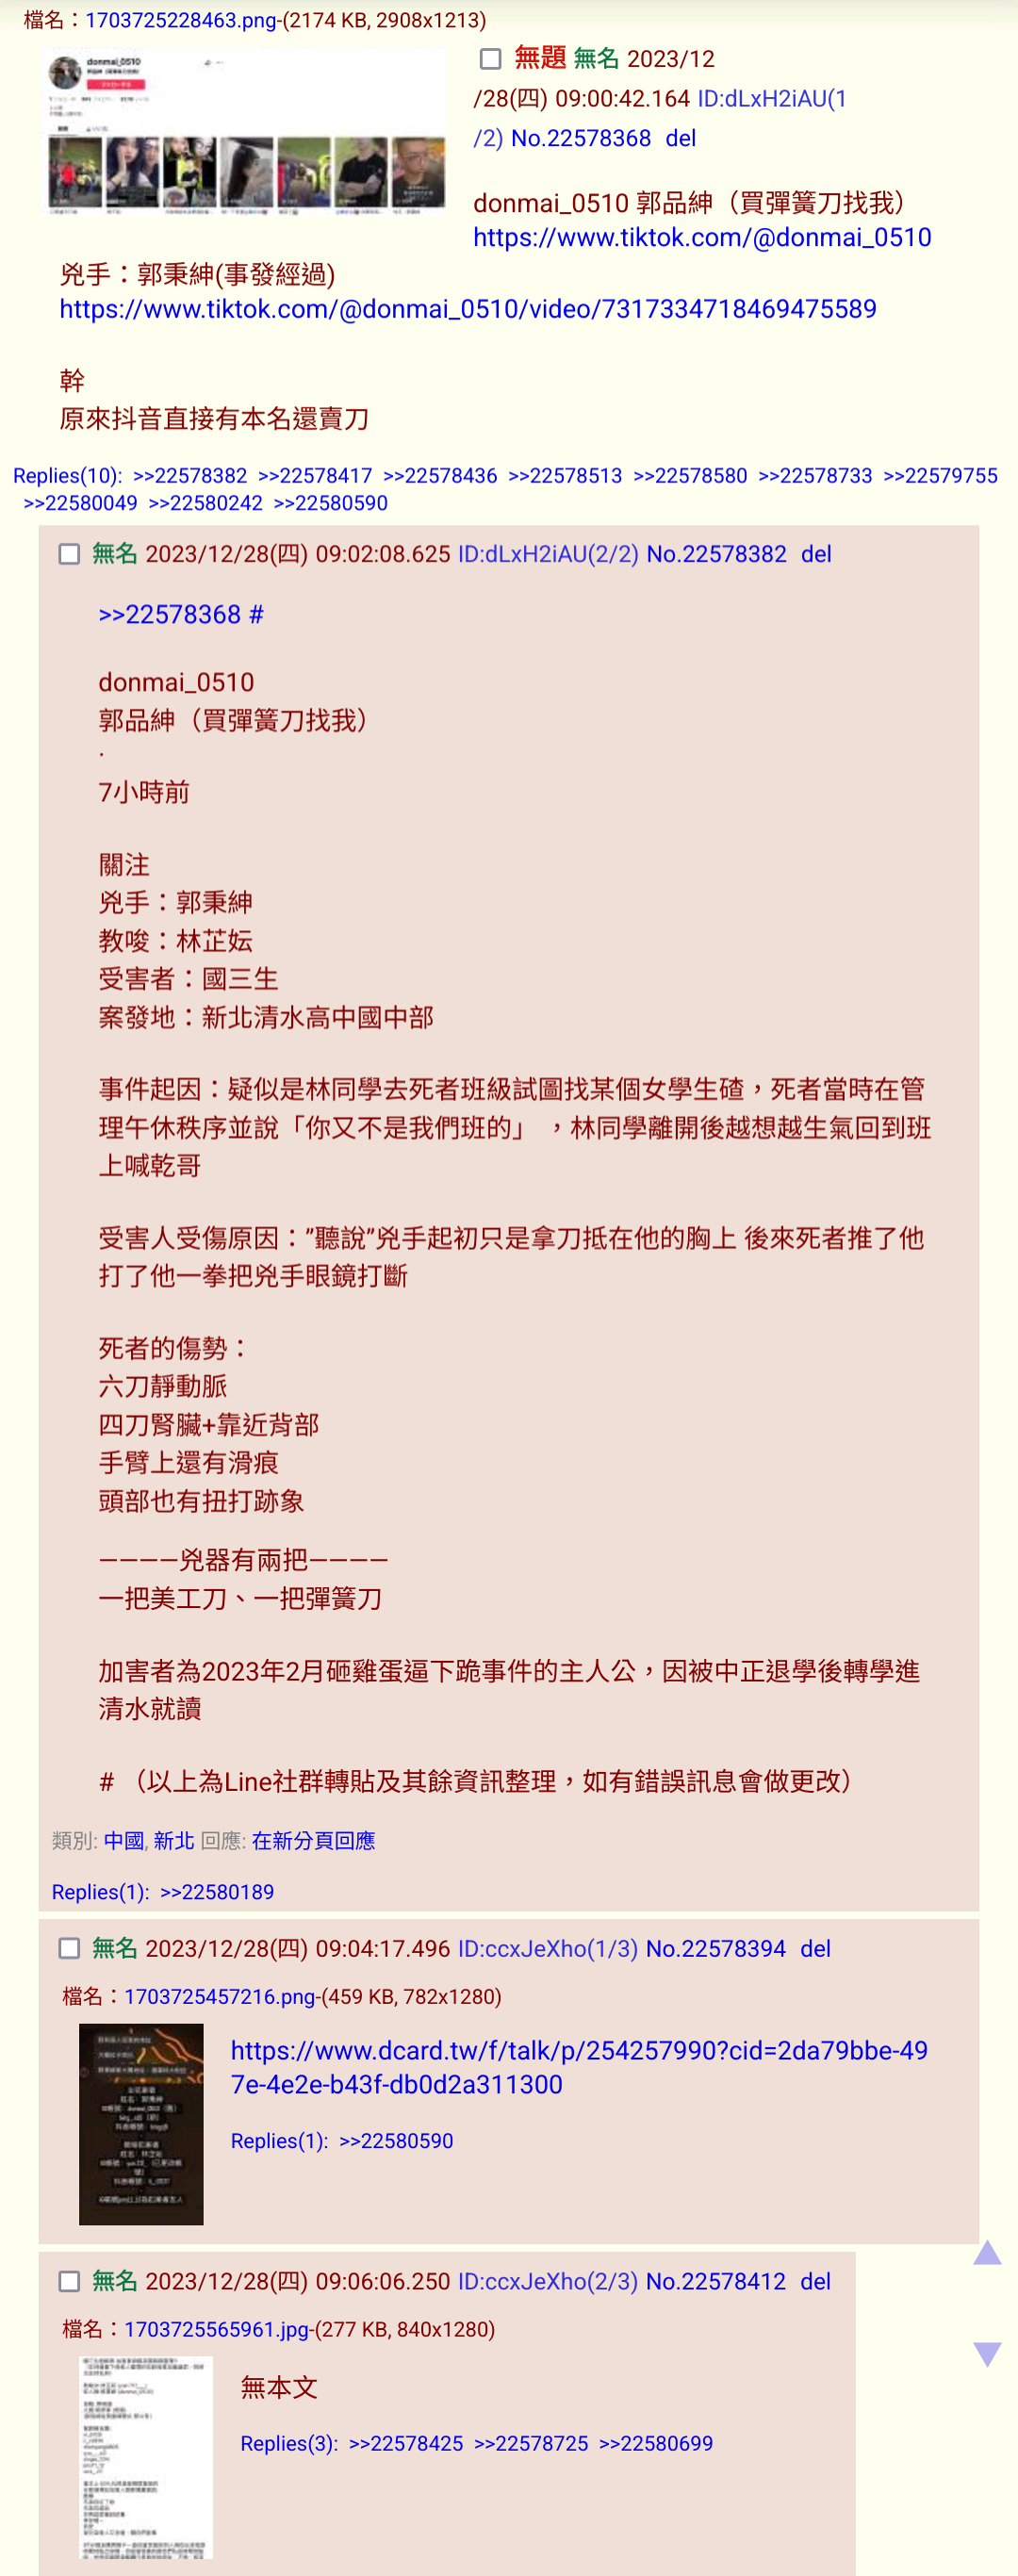 檔名：1703725228463.png-(2174 KB, 2908x1213)
donmai_0510
無題 無名 2023/12
/28(四) 09:00:42.164 ID:dLxH2iAU(1
/2) No.22578368 del
donmai_0510 郭品紳（買彈簧刀找我）
https://www.tiktok.com/@donmai_0510
兇手：郭秉紳(事發經過)
https://www.tiktok.com/@donmai_0510/video/7317334718469475589
幹
原來抖音直接有本名還賣刀
Replies(10): >>22578382 >>22578417 >>22578436 >>22578513 >>22578580 >>22578733 >>22579755
>>22580049 >>22580242 >>22580590
無名 2023/12/28(四) 09:02:08.625 ID:dLxH2iAU(2/2) No.22578382 del
>>22578368 #
donmai_0510
郭品紳（買彈簧刀找我）
·
7小時前
關注
兇手：郭秉紳
教唆：林芷妘
受害者：國三生
案發地：新北清水高中國中部
事件起因：疑似是林同學去死者班級試圖找某個女學生碴，死者當時在管
理午休秩序並說「你又不是我們班的」 ，林同學離開後越想越生氣回到班
上喊乾哥
受害人受傷原因：”聽說”兇手起初只是拿刀抵在他的胸上 後來死者推了他
打了他一拳把兇手眼鏡打斷
死者的傷勢：
六刀靜動脈
四刀腎臟+靠近背部
手臂上還有滑痕
頭部也有扭打跡象
————兇器有兩把————
一把美工刀、一把彈簧刀
加害者為2023年2月砸雞蛋逼下跪事件的主人公，因被中正退學後轉學進
清水就讀
# （以上為Line社群轉貼及其餘資訊整理，如有錯誤訊息會做更改）
類別: 中國, 新北 回應: 在新分頁回應
Replies(1): >>22580189
無名 2023/12/28(四) 09:04:17.496 ID:ccxJeXho(1/3) No.22578394 del
檔名：1703725457216.png-(459 KB, 782x1280)
https://www.dcard.tw/f/talk/p/254257990?cid=2da79bbe-49
7e-4e2e-b43f-db0d2a311300
Replies(1): >>22580590
無名 2023/12/28(四) 09:06:06.250 ID:ccxJeXho(2/3) No.22578412 del
檔名：1703725565961.jpg-(277 KB, 840x1280)
無本文
Replies(3): >>22578425 >>22578725 >>22580699